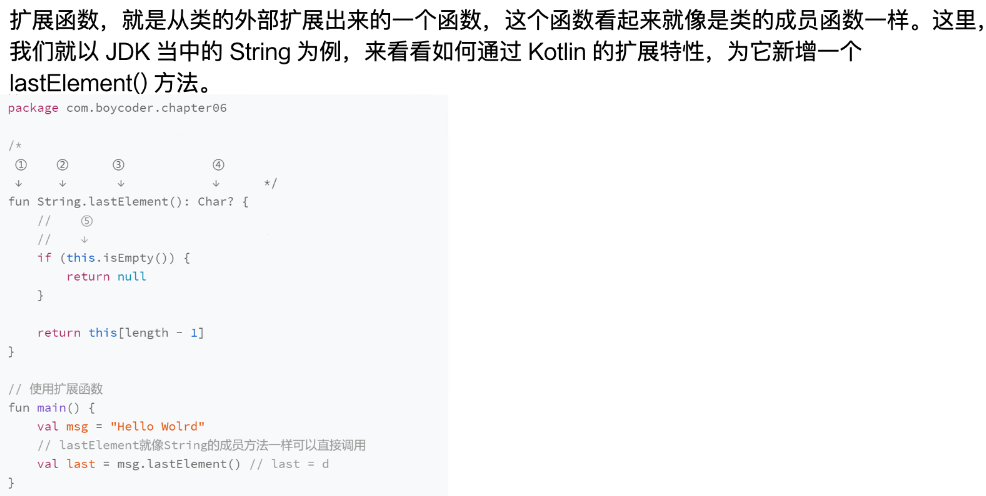 扩展函数，就是从类的外部扩展出来的一个函数，这个函数看起来就像是类的成员函数一样。这里，
我们就以 JDK 当中的 String 为例，来看看如何通过 Kotlin 的扩展特性，为它新增一个
lastElement() 方法。
package com.boycoder.chapter06
/*
 ①    ②      ③            ④
 ↓     ↓       ↓            ↓      */
fun String.lastElement(): Char? {
    //    ⑤
    //    ↓
    if (this.isEmpty()) {
        return null
    }
    return this[length - 1]
}
// 使用扩展函数
fun main() {
    val msg = "Hello Wolrd"
    // lastElement就像String的成员方法一样可以直接调用
    val last = msg.lastElement() // last = d
}